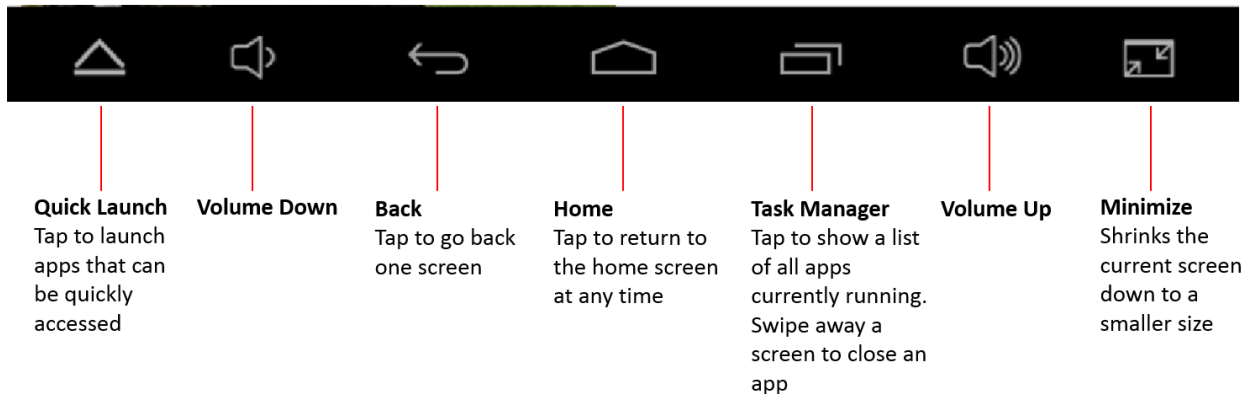 Quick Launch
Tap to launch
apps that can
be quickly
accessed
Volume Down
Back
Tap to go back
one screen
Home
Tap to return to
the home screen
at any time
Task Manager
Tap to show a list
of all apps
currently running.
Swipe away a
screen to close an
app
Volume Up
Minimize
Shrinks the
current screen
down to a
smaller size